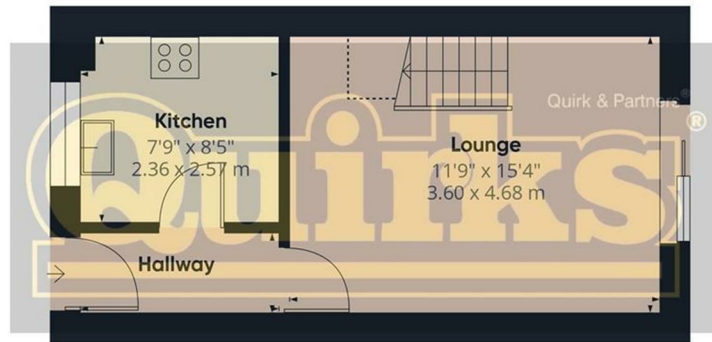 Kitchen
7'9" x 8'5"
2.36 x 2.57 m
Quirk & Partners®
Lounge
11'9" x 15'4"
3.60 x 4.68 m
Quirks®
Hallway